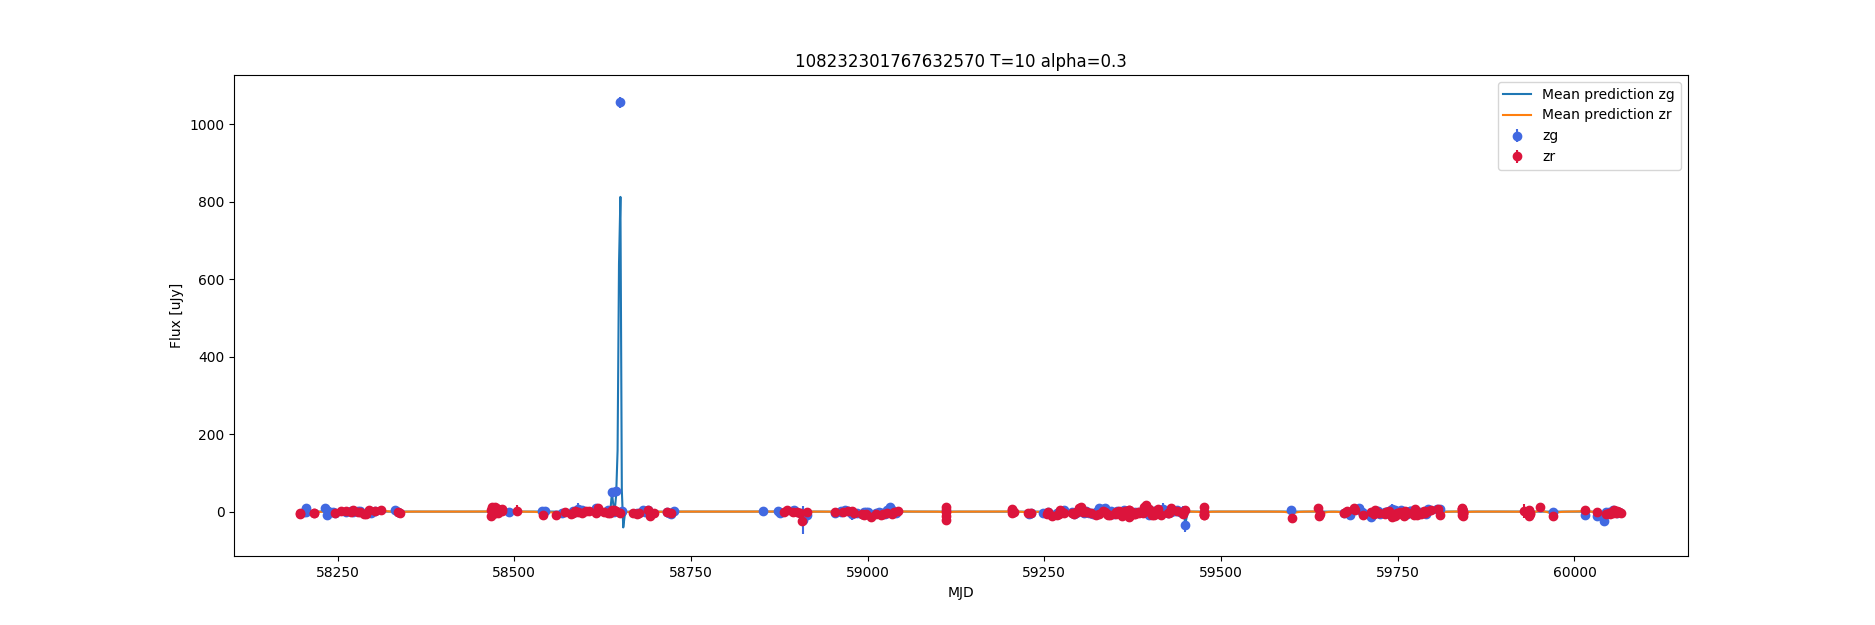 108232301767632570 T=10 alpha=0.3
Mean prediction zg
Mean prediction zr
zg
zr
Flux [uJy]
1000
800
600
400
200
0
58250 58500 58750 59000 59250 59500 59750 60000
MJD